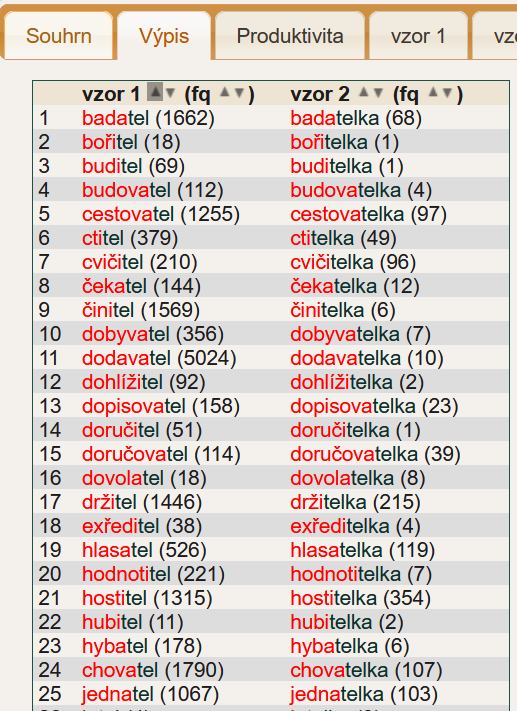 Souhrn Výpis Produktivita vzor 1
vzor 1 ▲▼ (fq ▲▼) vzor 2 ▲▼ (fq ▲▼)
1 badatel (1662) badatelka (68)
2 bořitel (18) bořitelka (1)
3 buditel (69) buditelka (1)
4 budovatel (112) budovatelka (4)
5 cestovatel (1255) cestovatelka (97)
6 ctitel (379) ctitelka (49)
7 cvičitel (210) cvičitelka (96)
8 čekatel (144) čekatelka (12)
9 činitel (1569) činitelka (6)
10 dobyvatel (356) dobyvatelka (7)
11 dodavatel (5024) dodavatelka (10)
12 dohlížitel (92) dohlížitelka (2)
13 dopisovatel (158) dopisovatelka (23)
14 doručitel (51) doručitelka (1)
15 doručovatel (114) doručovatelka (39)
16 dovolatel (18) dovolatelka (8)
17 držitel (1446) držitelka (215)
18 exředitel (38) exředitelka (4)
19 hlasatel (526) hlasatelka (119)
20 hodnotitel (221) hodnotitelka (7)
21 hostitel (1315) hostitelka (354)
22 hubitel (11) hubitelka (2)
23 hybatel (178) hybatelka (6)
24 chovatel (1790) chovatelka (107)
25 jednatel (1067) jednatelka (103)